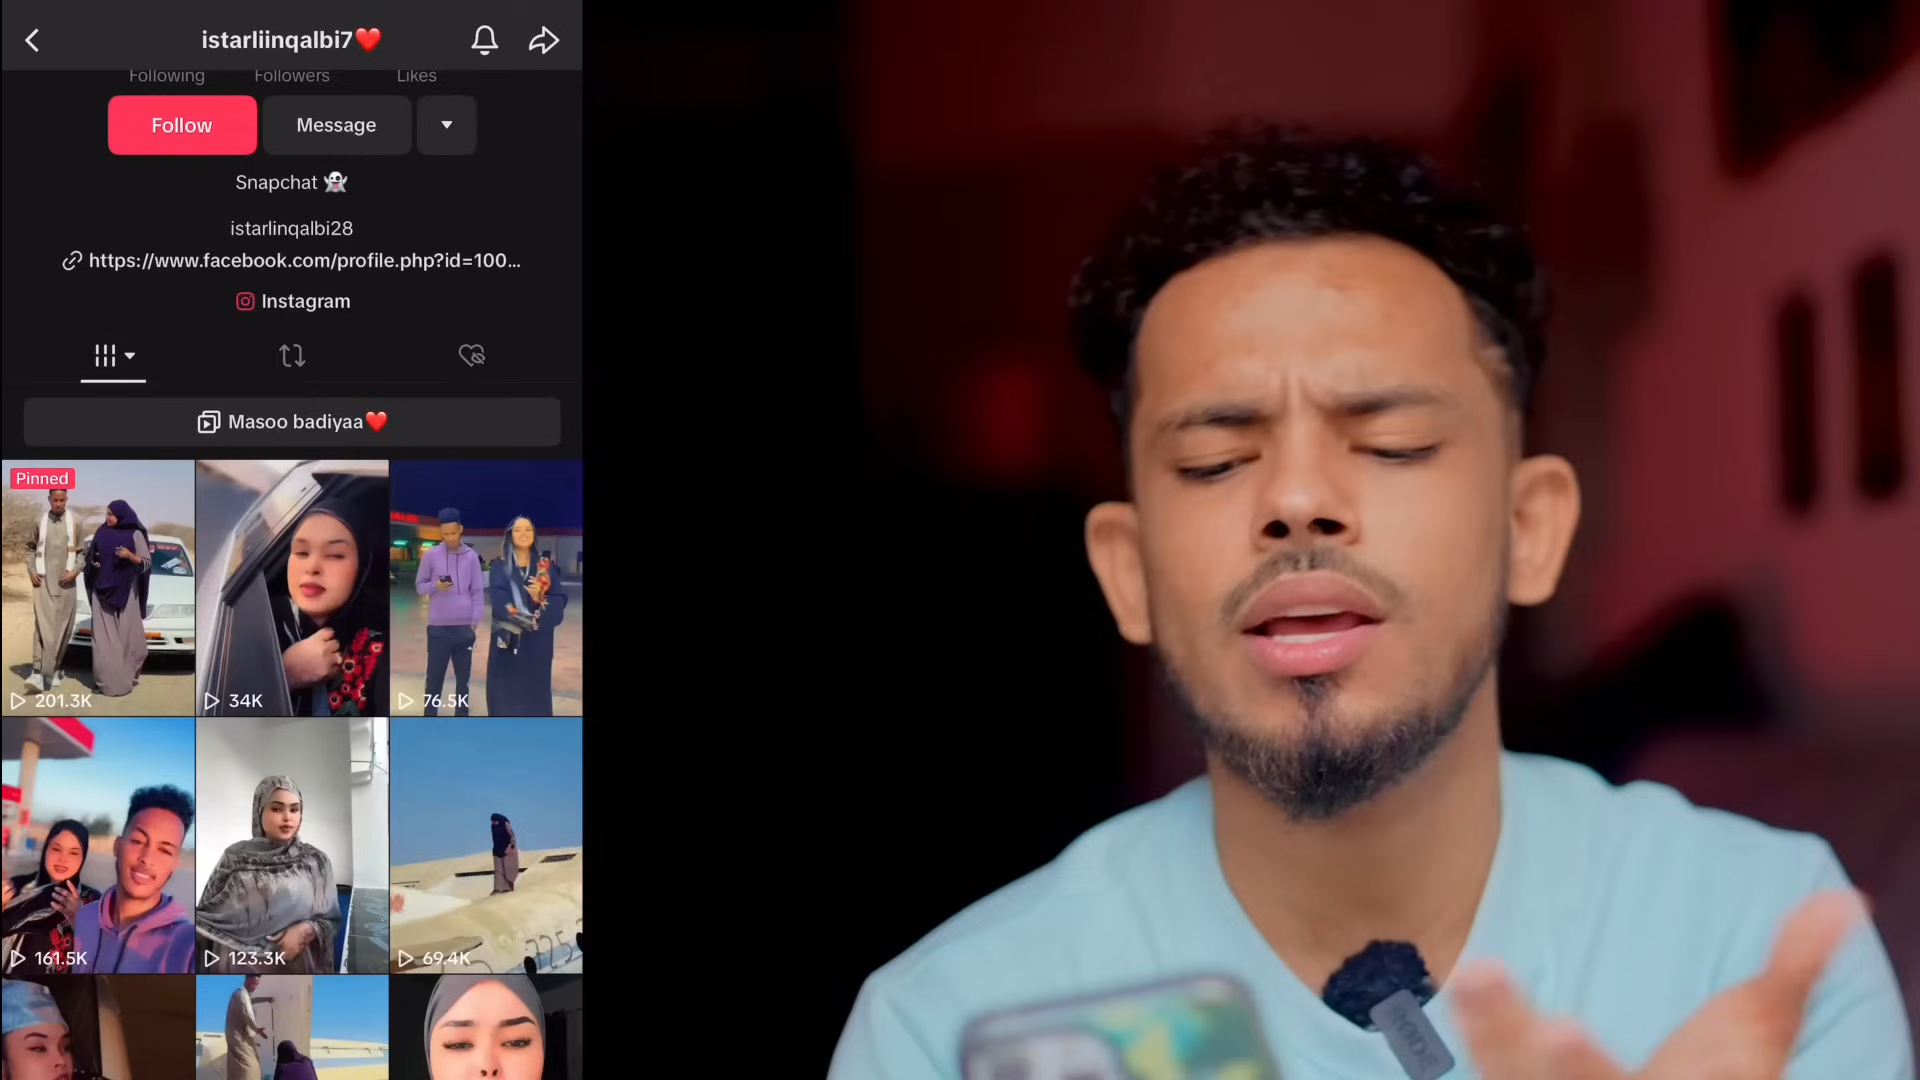 istarliinqalbi7❤️
Following Followers Likes
Follow Message
Snapchat 👻
istarlinqalbi28
https://www.facebook.com/profile.php?id=100...
Instagram
Masoo badiyaa❤️
Pinned
201.3K 34K 76.5K
161.5K 123.3K 69.4K